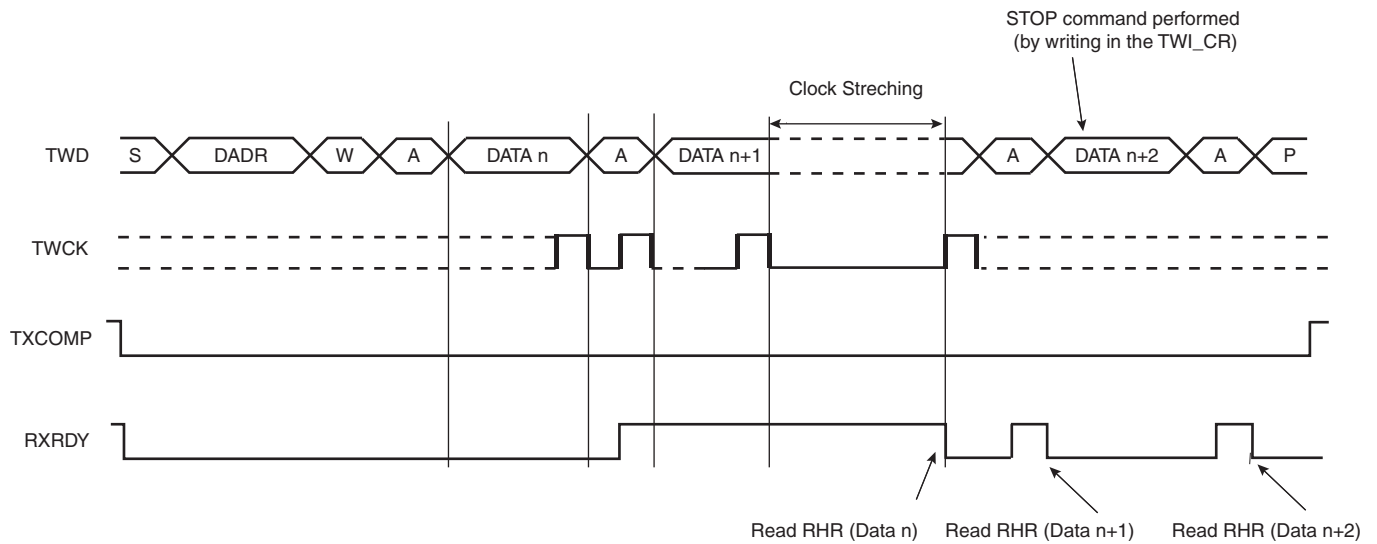 STOP command performed
(by writing in the TWI_CR)
Clock Streching
TWD S DADR W A DATA n A DATA n+1 A DATA n+2 A P
TWCK
TXCOMP
RXRDY
Read RHR (Data n) Read RHR (Data n+1) Read RHR (Data n+2)